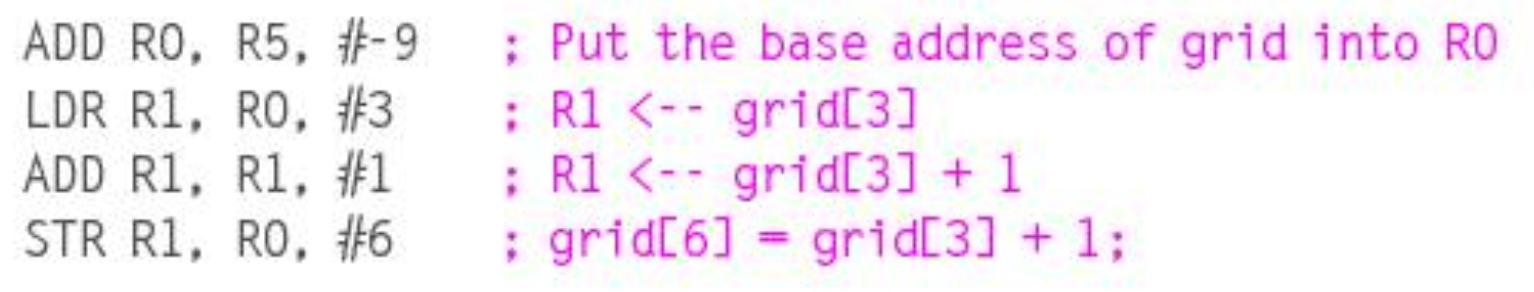 ADD R0, R5, #-9 ; Put the base address of grid into R0
LDR R1, R0, #3 ; R1 <-- grid[3]
ADD R1, R1, #1 ; R1 <-- grid[3] + 1
STR R1, R0, #6 ; grid[6] = grid[3] + 1;